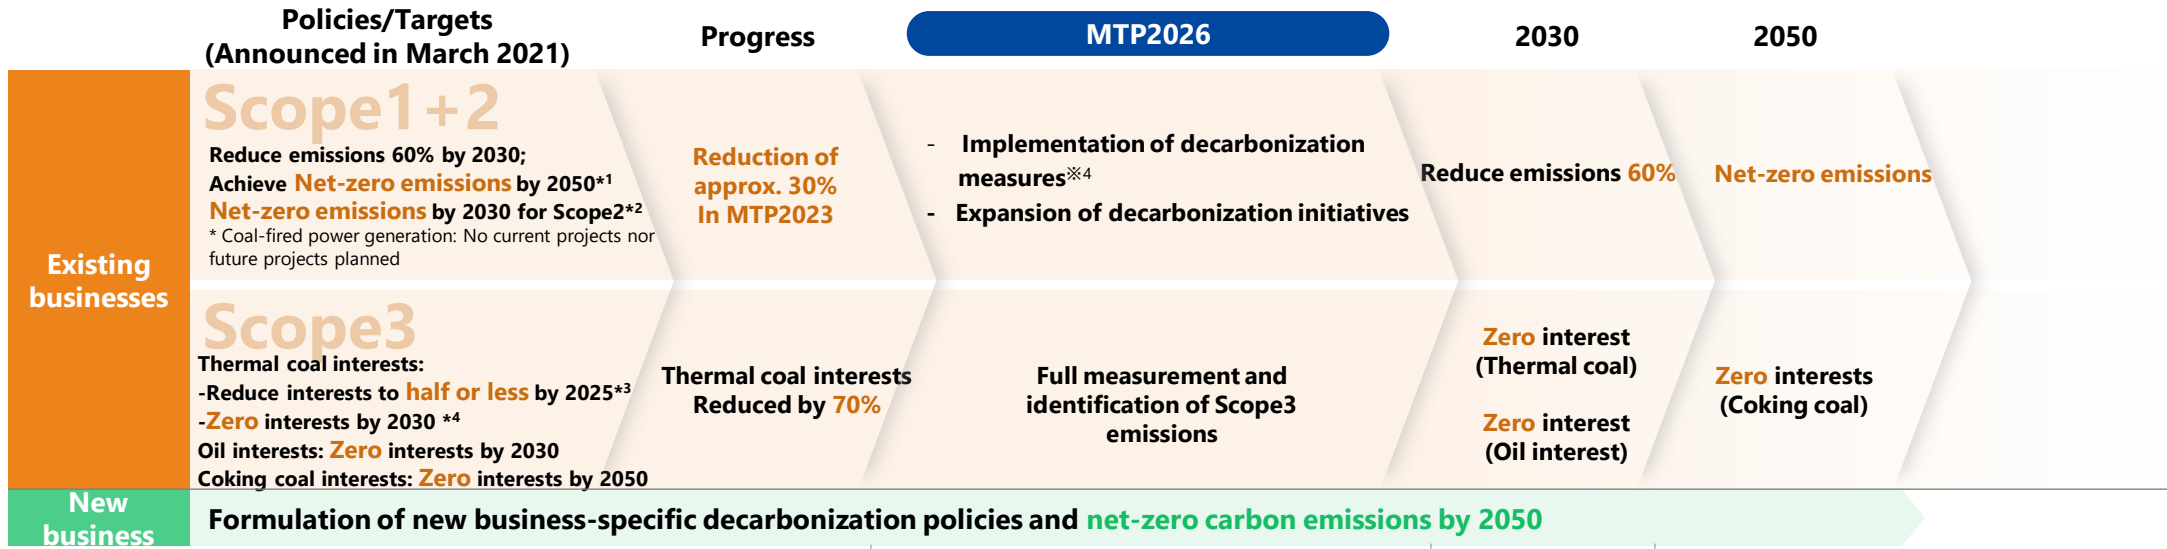 Policies/Targets
(Announced in March 2021)
Progress
MTP2026
2030
2050
Existing
businesses
Scope1+2
Reduce emissions 60% by 2030;
Achieve Net-zero emissions by 2050*1
Net-zero emissions by 2030 for Scope2*2
* Coal-fired power generation: No current projects nor
future projects planned
Reduction of
approx. 30%
In MTP2023
- Implementation of decarbonization
measures※4
- Expansion of decarbonization initiatives
Reduce emissions 60%
Net-zero emissions
Scope3
Thermal coal interests:
-Reduce interests to half or less by 2025*3
-Zero interests by 2030 *4
Oil interests: Zero interests by 2030
Coking coal interests: Zero interests by 2050
Thermal coal interests
Reduced by 70%
Full measurement and
identification of Scope3
emissions
Zero interest
(Thermal coal)
Zero interest
(Oil interest)
Zero interests
(Coking coal)
New
business
Formulation of new business-specific decarbonization policies and net-zero carbon emissions by 2050